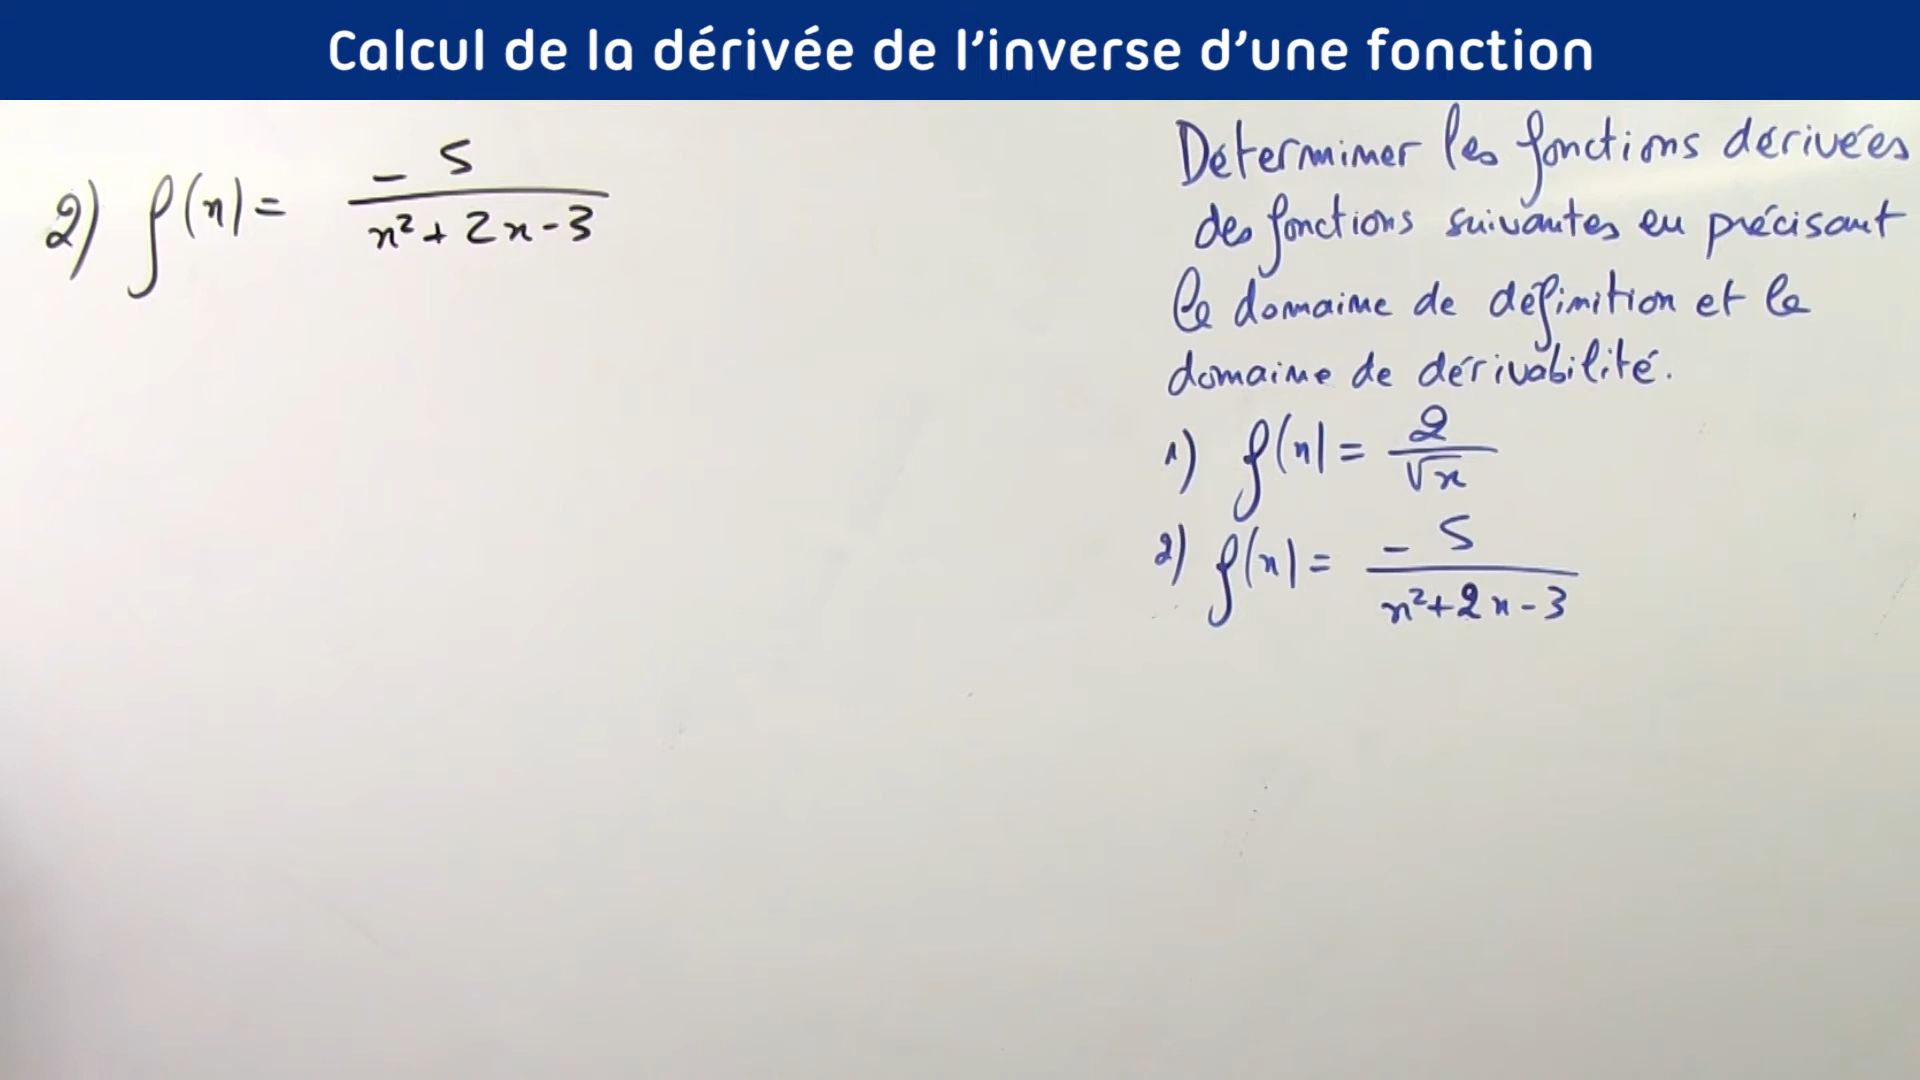 Calcul de la dérivée de l'inverse d'une fonction
2) f(x) = -5 / (x² + 2x - 3)
Déterminer les fonctions dérivées
des fonctions suivantes en précisant
le domaine de définition et le
domaine de dérivabilité.
1) f(x) = 2 / √x
2) f(x) = -5 / (x² + 2x - 3)